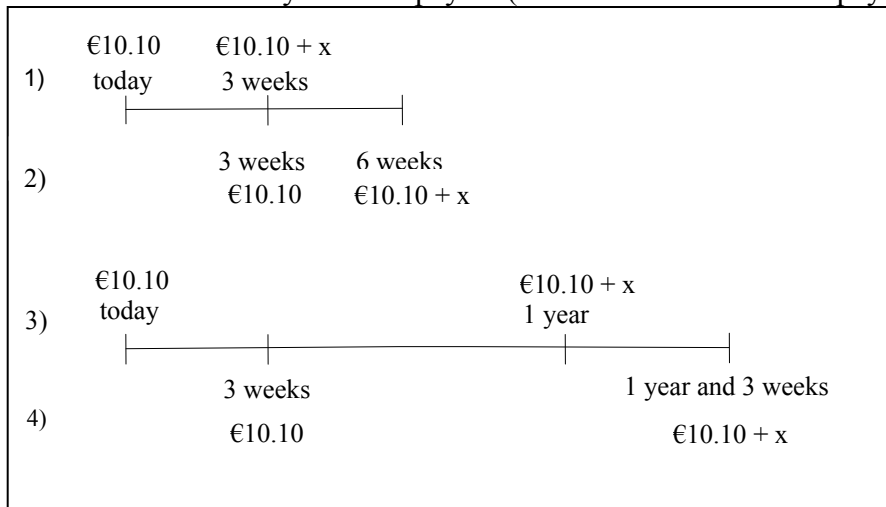 €10.10 €10.10 + x
1) today 3 weeks
3 weeks 6 weeks
2) €10.10 €10.10 + x
€10.10 €10.10 + x
today 1 year
3)
3 weeks 1 year and 3 weeks
4) €10.10 €10.10 + x